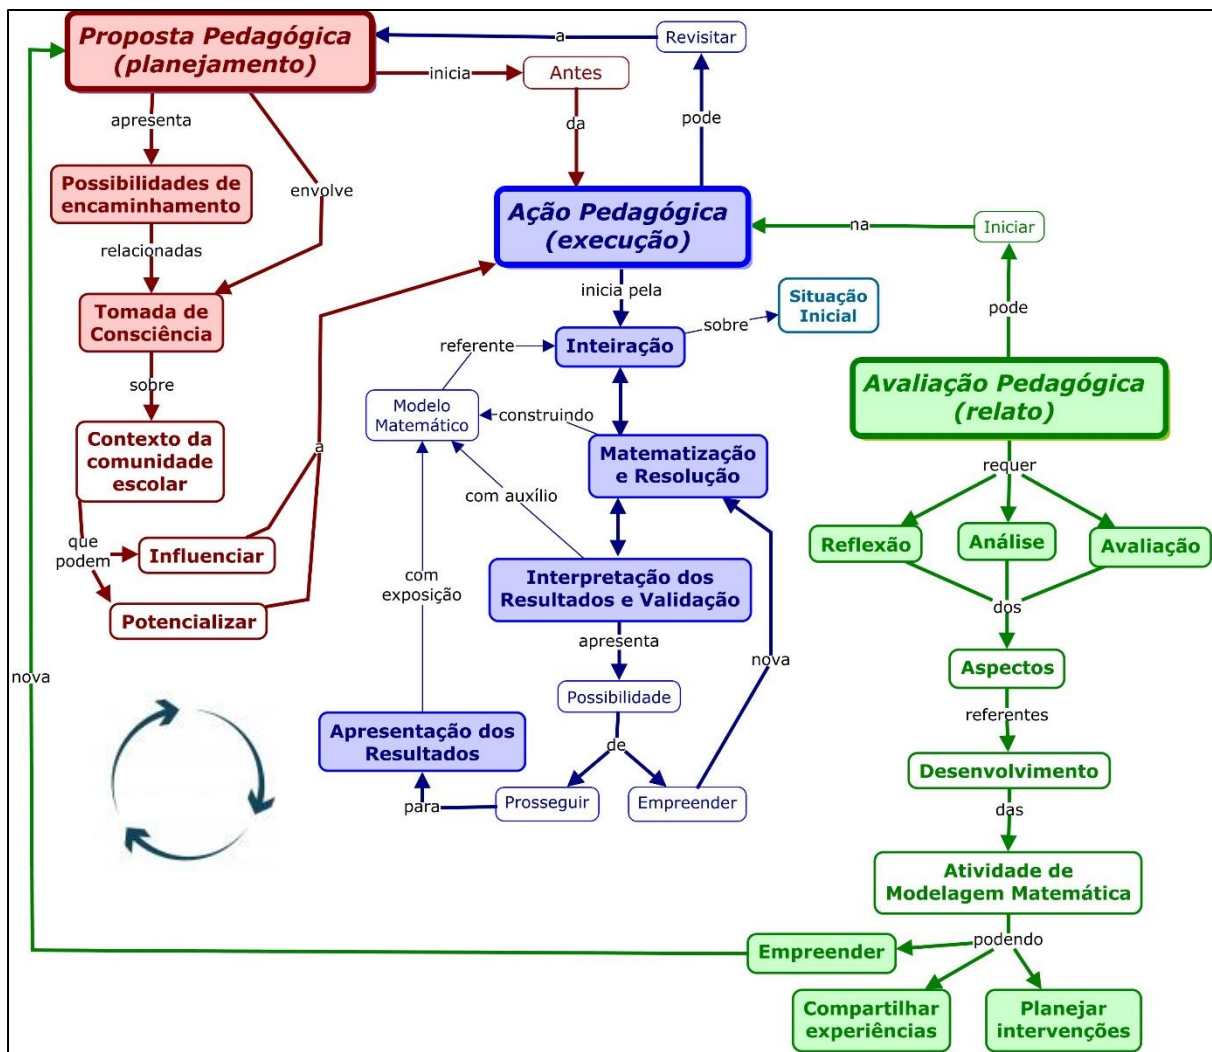 Proposta Pedagógica
(planejamento)
inicia
Antes
da
a
Revisitar
pode
apresenta
envolve
Possibilidades de
encaminhamento
relacionadas
Tomada de
Consciência
sobre
Contexto da
comunidade
escolar
que
podem
Influenciar
Potencializar
a
Ação Pedagógica
(execução)
inicia pela
Situação
Inicial
sobre
Inteiração
referente
Modelo
Matemático
construindo
Matematização
e Resolução
com auxílio
com
exposição
Interpretação dos
Resultados e Validação
apresenta
nova
Possibilidade
de
Apresentação dos
Resultados
para
Prosseguir
Empreender
na
Iniciar
pode
Avaliação Pedagógica
(relato)
requer
Reflexão
Análise
Avaliação
dos
Aspectos
referentes
Desenvolvimento
das
Atividade de
Modelagem Matemática
podendo
Empreender
nova
Compartilhar
experiências
Planejar
intervenções